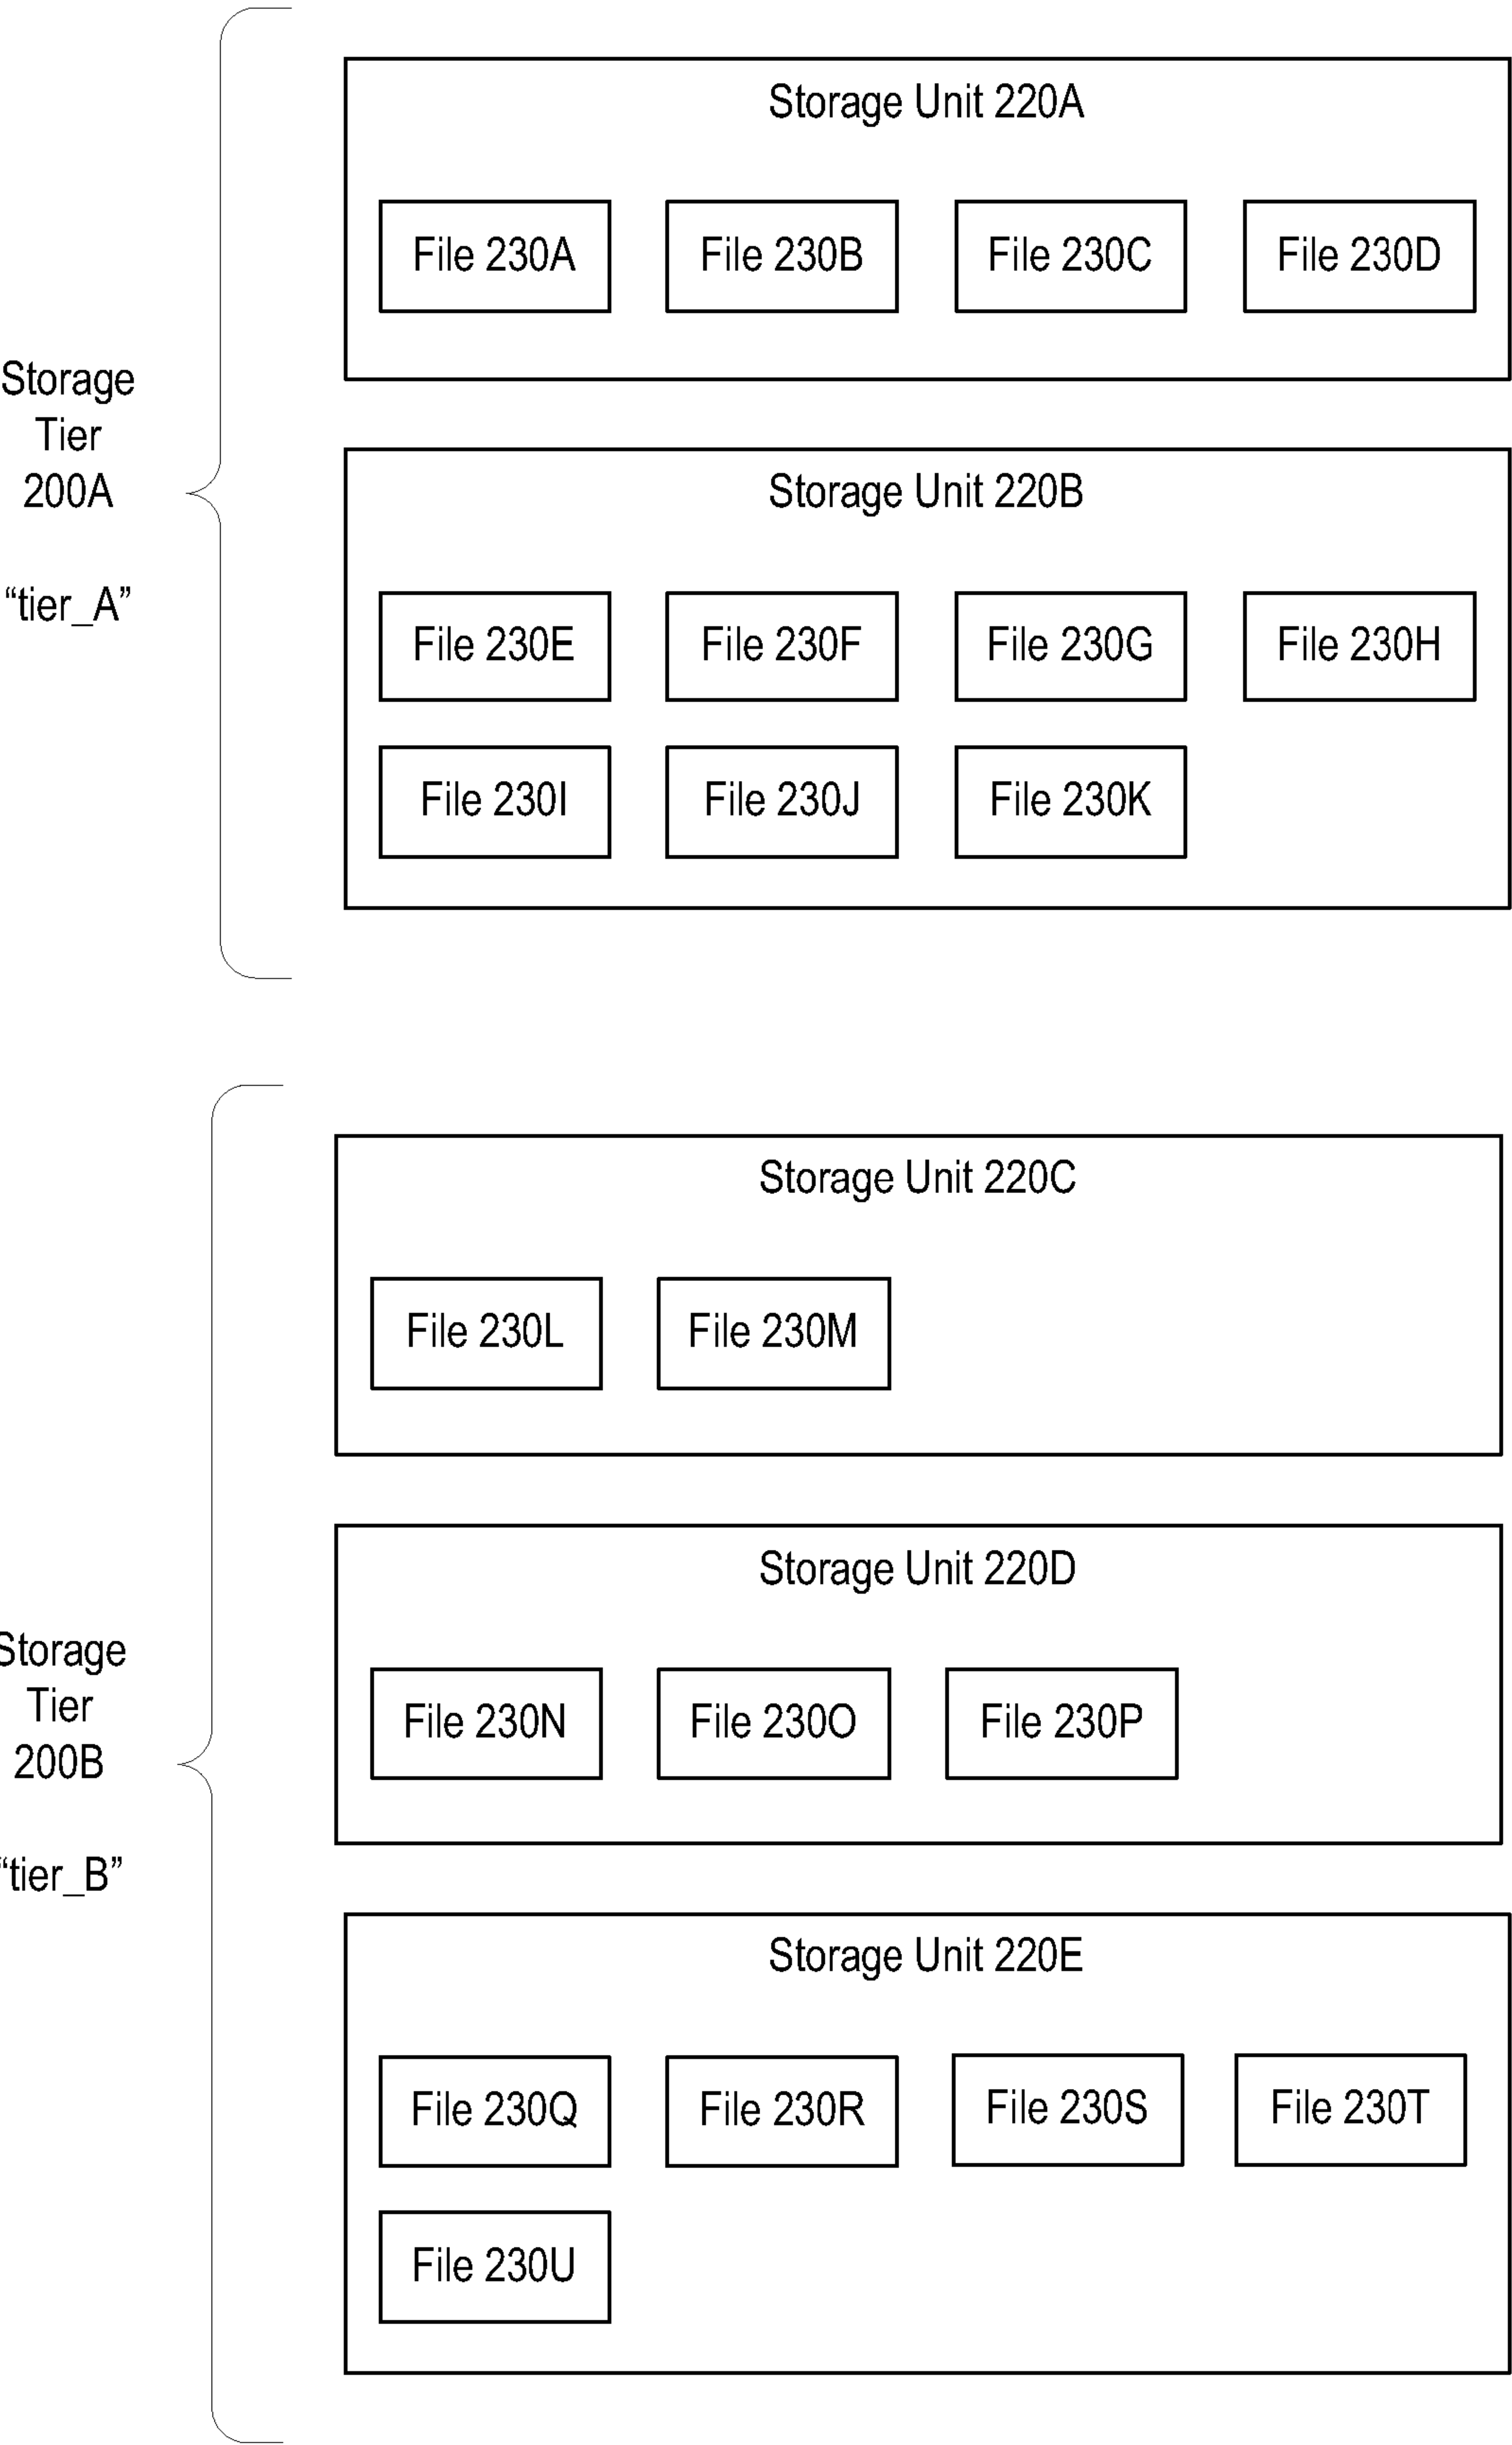 Storage Unit 220A
File 230A File 230B File 230C File 230D
Storage
Tier
200A
“tier_A”
Storage Unit 220B
File 230E File 230F File 230G File 230H
File 230I File 230J File 230K
Storage Unit 220C
File 230L File 230M
Storage Unit 220D
File 230N File 230O File 230P
Storage
Tier
200B
“tier_B”
Storage Unit 220E
File 230Q File 230R File 230S File 230T
File 230U